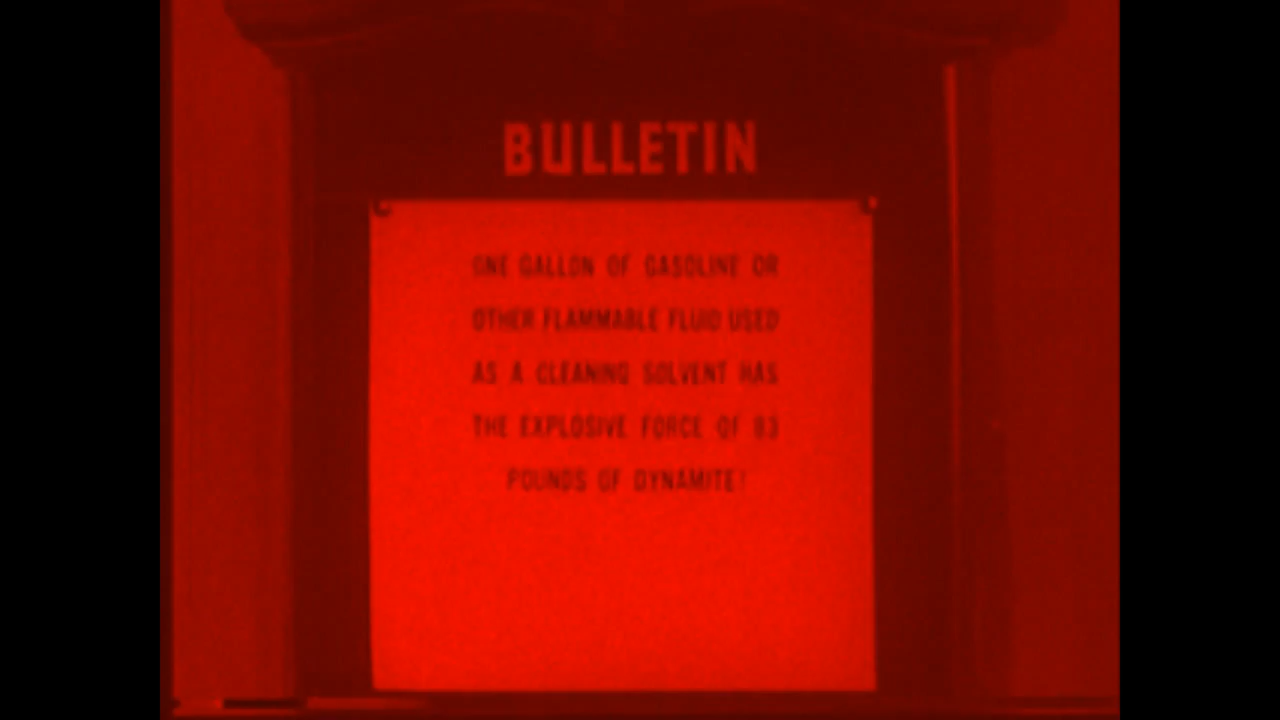 BULLETIN
ONE GALLON OF GASOLINE OR
OTHER FLAMMABLE FLUID USED
AS A CLEANING SOLVENT HAS
THE EXPLOSIVE FORCE OF 83
POUNDS OF DYNAMITE!